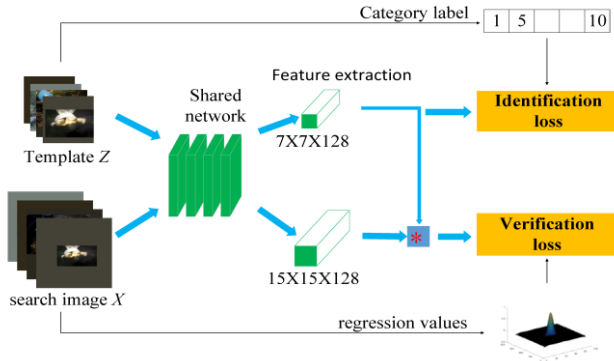 Category label
1 5 10
Feature extraction
Shared
network
7X7X128
Identification
loss
Template Z
*
Verification
loss
15X15X128
search image X
regression values